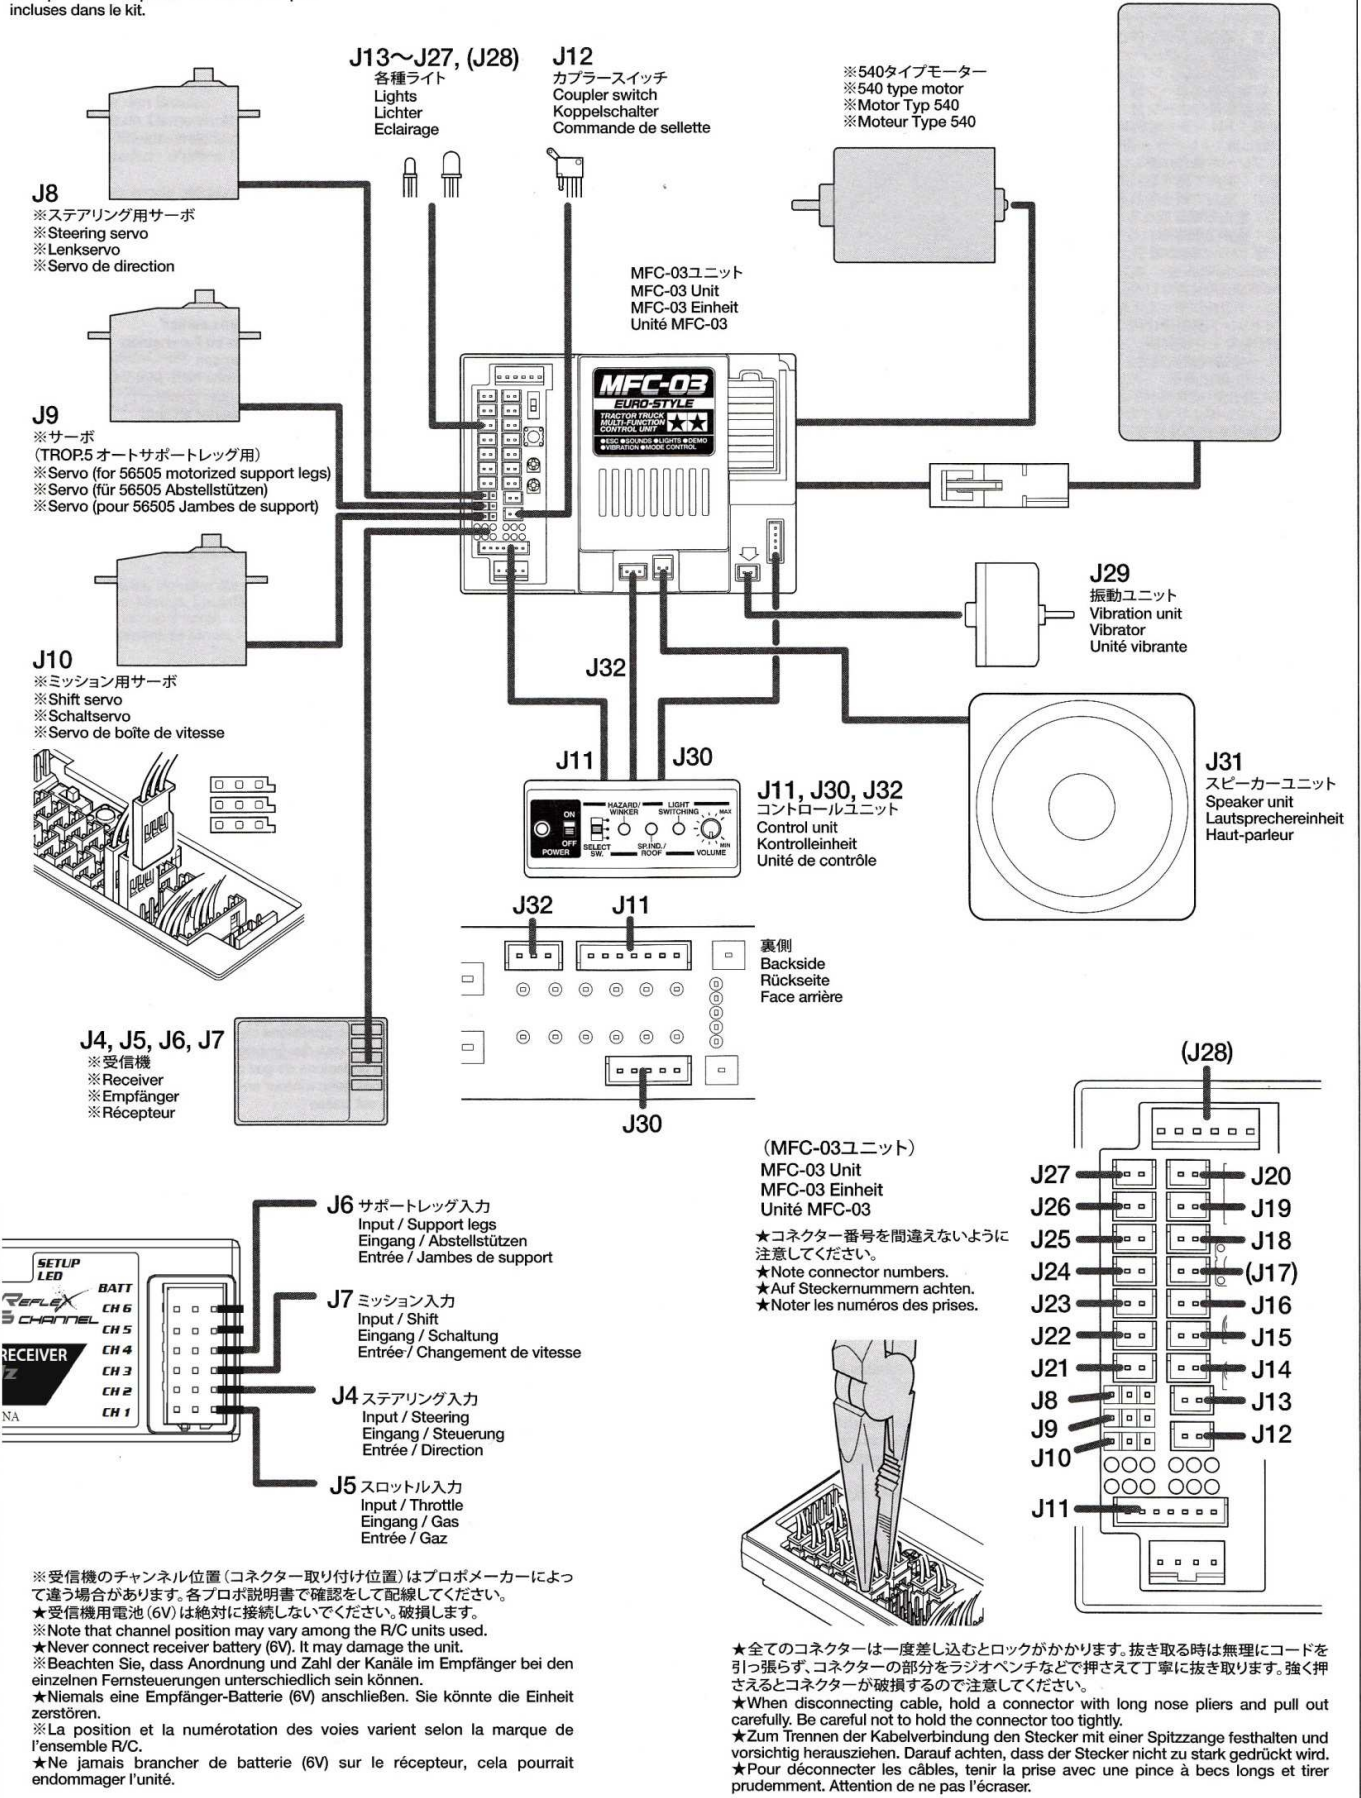 incluses dans le kit.
J13〜J27, (J28)
各種ライト
Lights
Lichter
Eclairage
J12
カプラースイッチ
Coupler switch
Koppelschalter
Commande de sellette
※540タイプモーター
※540 type motor
※Motor Typ 540
※Moteur Type 540
J8
※ステアリング用サーボ
※Steering servo
※Lenkservo
※Servo de direction
MFC-03ユニット
MFC-03 Unit
MFC-03 Einheit
Unité MFC-03
MFC-03
EURO-STYLE
TRACTOR TRUCK
MULTI-FUNCTION
CONTROL UNIT
●ESC ●SOUNDS ●LIGHTS ●DEMO
●VIBRATION ●MODE CONTROL
J9
※サーボ
（TROP.5 オートサポートレッグ用）
※Servo (for 56505 motorized support legs)
※Servo (für 56505 Abstellstützen)
※Servo (pour 56505 Jambes de support)
J29
振動ユニット
Vibration unit
Vibrator
Unité vibrante
J10
※ミッション用サーボ
※Shift servo
※Schaltservo
※Servo de boîte de vitesse
J32
J11
J30
J31
スピーカーユニット
Speaker unit
Lautsprechereinheit
Haut-parleur
J11, J30, J32
コントロールユニット
Control unit
Kontrolleinheit
Unité de contrôle
ON
OFF
POWER
SELECT
SW.
HAZARD/
WINKER
SP.IND./
ROOF
LIGHT
SWITCHING
MAX
MIN
VOLUME
J32
J11
裏側
Backside
Rückseite
Face arrière
J30
J4, J5, J6, J7
※受信機
※Receiver
※Empfänger
※Récepteur
(J28)
（MFC-03ユニット）
MFC-03 Unit
MFC-03 Einheit
Unité MFC-03
★コネクター番号を間違えないように
注意してください。
★Note connector numbers.
★Auf Steckernummern achten.
★Noter les numéros des prises.
J27
J26
J25
J24
J23
J22
J21
J8
J9
J10
J11
J20
J19
J18
(J17)
J16
J15
J14
J13
J12
SETUP
LED
REFLEX
CHANNEL
RECEIVER
BATT
CH 6
CH 5
CH 4
CH 3
CH 2
CH 1
NA
J6 サポートレッグ入力
Input / Support legs
Eingang / Abstellstützen
Entrée / Jambes de support
J7 ミッション入力
Input / Shift
Eingang / Schaltung
Entrée / Changement de vitesse
J4 ステアリング入力
Input / Steering
Eingang / Steuerung
Entrée / Direction
J5 スロットル入力
Input / Throttle
Eingang / Gas
Entrée / Gaz
※受信機のチャンネル位置（コネクター取り付け位置）はプロポメーカーによっ
て違う場合があります。各プロポ説明書で確認をして配線してください。
★受信機用電池（6V）は絶対に接続しないでください。破損します。
※Note that channel position may vary among the R/C units used.
★Never connect receiver battery (6V). It may damage the unit.
※Beachten Sie, dass Anordnung und Zahl der Kanäle im Empfänger bei den
einzelnen Fernsteuerungen unterschiedlich sein können.
★Niemals eine Empfänger-Batterie (6V) anschließen. Sie könnte die Einheit
zerstören.
※La position et la numérotation des voies varient selon la marque de
l'ensemble R/C.
★Ne jamais brancher de batterie (6V) sur le récepteur, cela pourrait
endommager l'unité.
★全てのコネクターは一度差し込むとロックがかかります。抜き取る時は無理にコードを
引っ張らず、コネクターの部分をラジオペンチなどで押さえて丁寧に抜き取ります。強く押
さえるとコネクターが破損するので注意してください。
★When disconnecting cable, hold a connector with long nose pliers and pull out
carefully. Be careful not to hold the connector too tightly.
★Zum Trennen der Kabelverbindung den Stecker mit einer Spitzzange festhalten und
vorsichtig herausziehen. Darauf achten, dass der Stecker nicht zu stark gedrückt wird.
★Pour déconnecter les câbles, tenir la prise avec une pince à becs longs et tirer
prudemment. Attention de ne pas l'écraser.